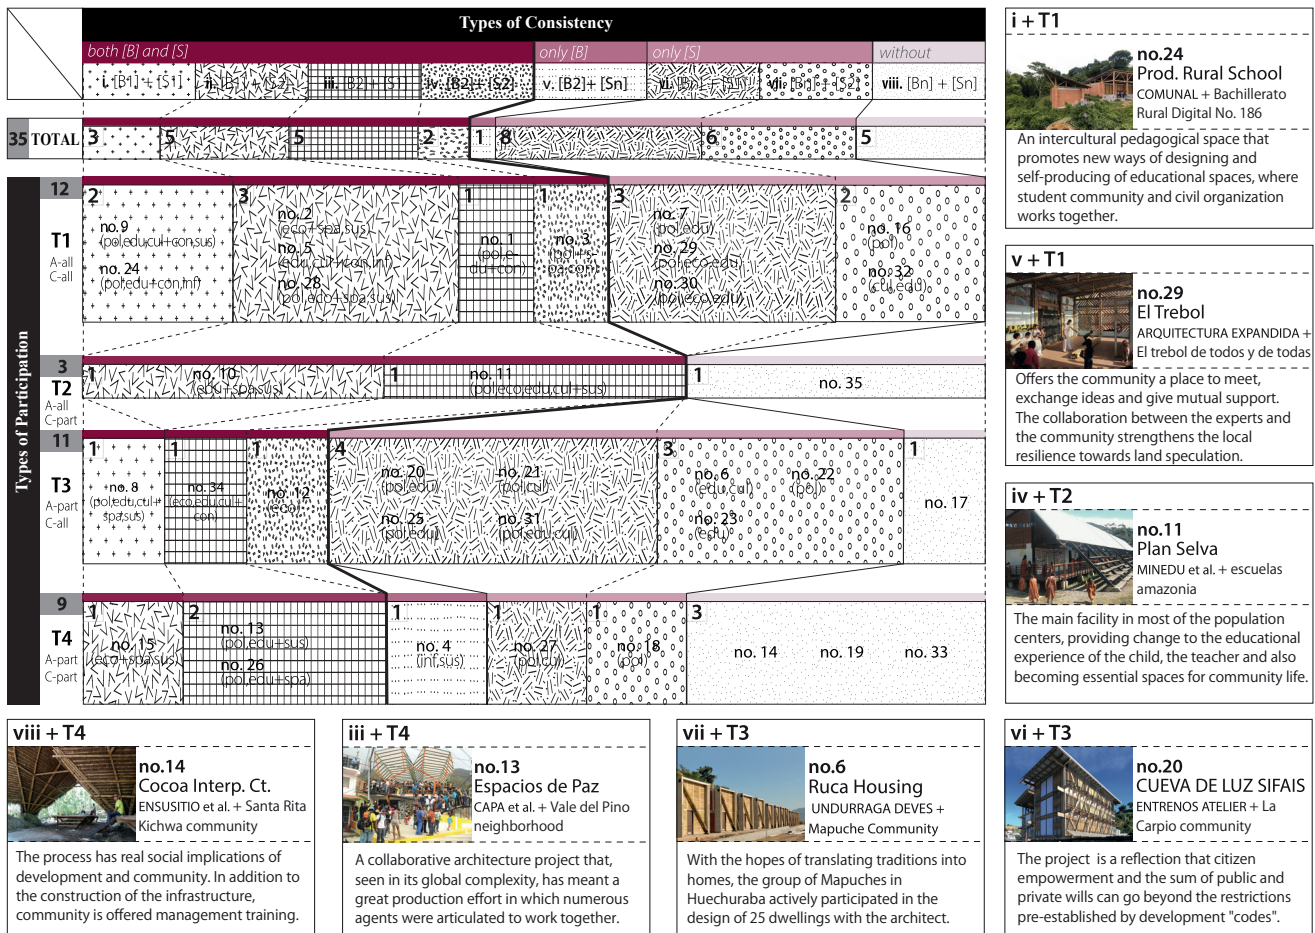 Types of Consistency
both [B] and [S]
only [B]
only [S]
without
i. [B1] + [S1]
ii. [B1] + [S2]
iii. [B2]+ [S1]
iv. [B2]+ [S2]
v. [B2]+ [Sn]
vi. [Bn] + [S1]
vii. [Bn] + [S2]
viii. [Bn] + [Sn]
35 TOTAL
3 5 5 2 1 8 6 5
Types of Participation
12
T1
A-all
C-all
2
no.9
(pol,edu,cul+con,sus)
no. 24
(pol,edu+con,inf)
3
no. 2
(eco+spa,sus)
no. 5
(edu,cul+con,inf)
no. 28
(pol,eco+spa,sus)
1
no. 1
(pol,e-
du+con)
1
no. 3
(pol+s-
pa,con)
3
no. 7
(pol,edu)
no. 29
(pol,eco,edu)
no. 30
(pol,eco,edu)
2
no. 16
(pol)
no. 32
(cul,edu)
3
T2
A-all
C-part
1
no. 10
(edu+spa,sus)
1
no. 11
(pol,eco,edu,cul+sus)
1
no. 35
11
T3
A-part
C-all
1
no. 8
(pol,edu,cul+
spa,sus)
1
no. 34
(eco,edu,cul+
con)
1
no. 12
(eco)
4
no. 20
(pol,edu)
no. 21
(pol,cul)
no. 25
(pol,edu)
no. 31
(pol,edu,cul)
3
no. 6
(edu,cul)
no. 22
(pol)
no. 23
(edu)
1
no. 17
9
T4
A-part
C-part
1
no. 15
(eco+spa,sus)
2
no. 13
(pol,edu+sus)
no. 26
(pol,edu+spa)
1
no. 4
(inf,sus)
1
no. 27
(pol,cul)
1
no. 18
(pol)
3
no. 14
no. 19
no. 33
i + T1
no.24
Prod. Rural School
COMUNAL + Bachillerato
Rural Digital No. 186
An intercultural pedagogical space that
promotes new ways of designing and
self-producing of educational spaces, where
student community and civil organization
works together.
v + T1
no.29
El Trebol
ARQUITECTURA EXPANDIDA +
El trebol de todos y de todas
Offers the community a place to meet,
exchange ideas and give mutual support.
The collaboration between the experts and
the community strengthens the local
resilience towards land speculation.
iv + T2
no.11
Plan Selva
MINEDU et al. + escuelas
amazonia
The main facility in most of the population
centers, providing change to the educational
experience of the child, the teacher and also
becoming essential spaces for community life.
viii + T4
no.14
Cocoa Interp. Ct.
ENSUSITIO et al. + Santa Rita
Kichwa community
The process has real social implications of
development and community. In addition to
the construction of the infrastructure,
community is offered management training.
iii + T4
no.13
Espacios de Paz
CAPA et al. + Vale del Pino
neighborhood
A collaborative architecture project that,
seen in its global complexity, has meant a
great production effort in which numerous
agents were articulated to work together.
vii + T3
no.6
Ruca Housing
UNDURRAGA DEVES +
Mapuche Community
With the hopes of translating traditions into
homes, the group of Mapuches in
Huechuraba actively participated in the
design of 25 dwellings with the architect.
vi + T3
no.20
CUEVA DE LUZ SIFAIS
ENTRENOS ATELIER + La
Carpio community
The project is a reflection that citizen
empowerment and the sum of public and
private wills can go beyond the restrictions
pre-established by development "codes".